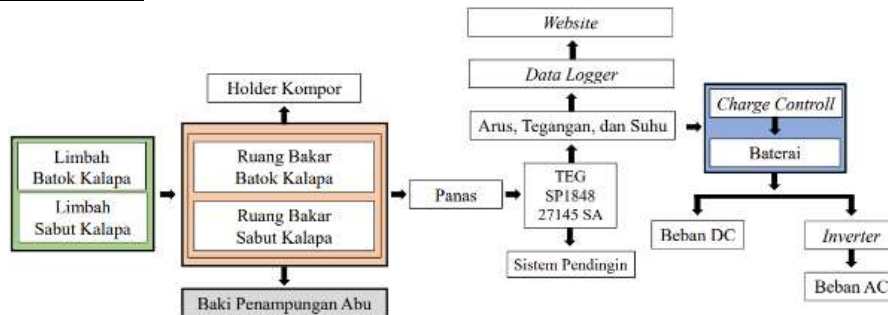 Website
Data Logger
Holder Kompor
Charge Controll
Arus, Tegangan, dan Suhu
Limbah
Batok Kalapa
Ruang Bakar
Batok Kalapa
Baterai
TEG
SP1848
27145 SA
Panas
Limbah
Sabut Kalapa
Ruang Bakar
Sabut Kalapa
Beban DC
Inverter
Sistem Pendingin
Beban AC
Baki Penampungan Abu